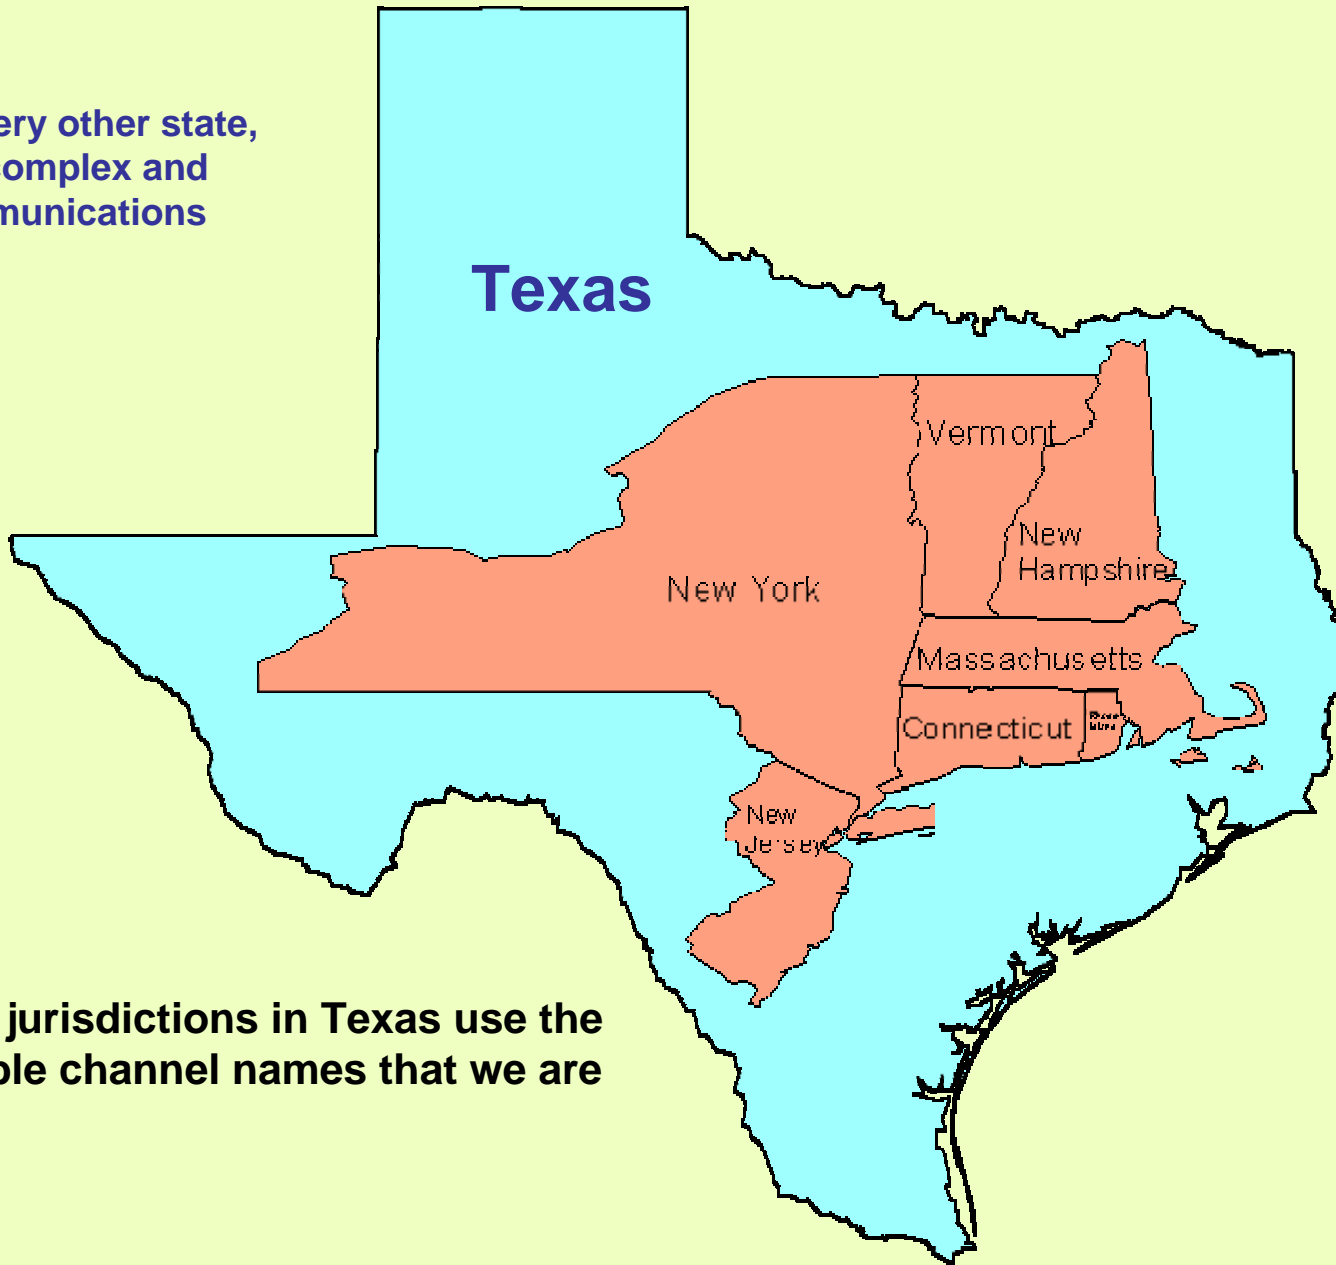 ery other state,
complex and
munications
Texas
Vermont
New
Hampshire
New York
Massachusetts
Connecticut
New
Jersey
jurisdictions in Texas use the
ble channel names that we are